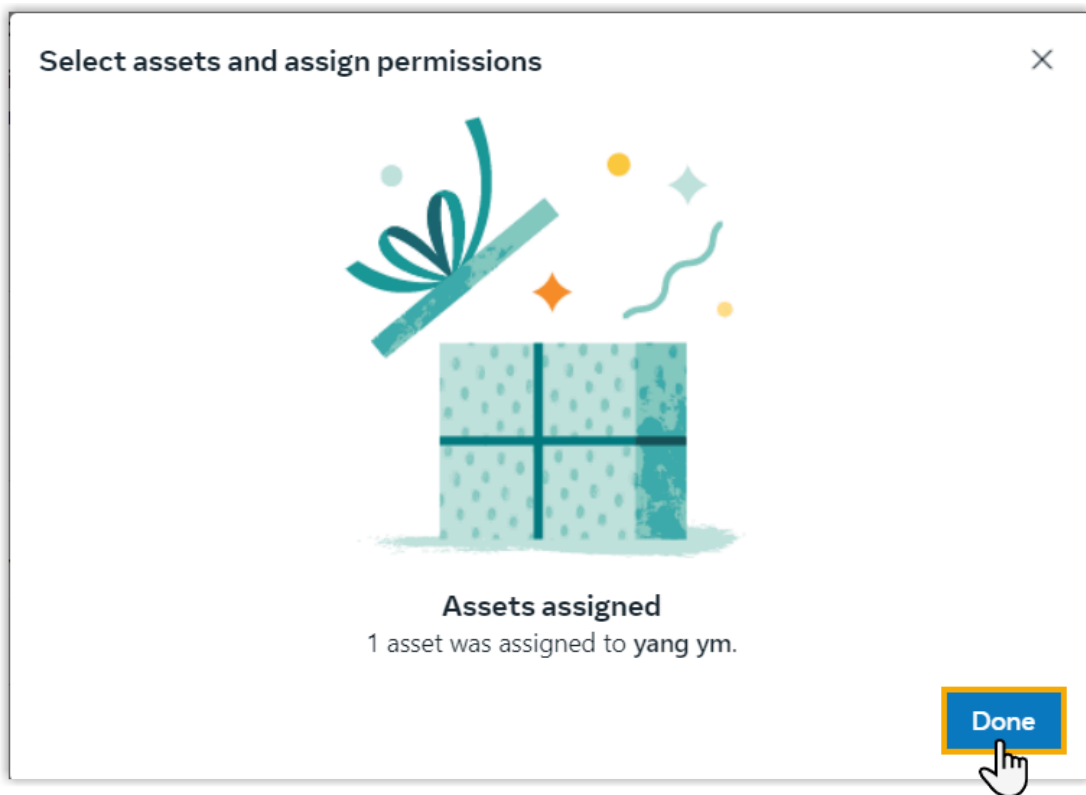 Select assets and assign permissions
Assets assigned
1 asset was assigned to yang ym.
Done